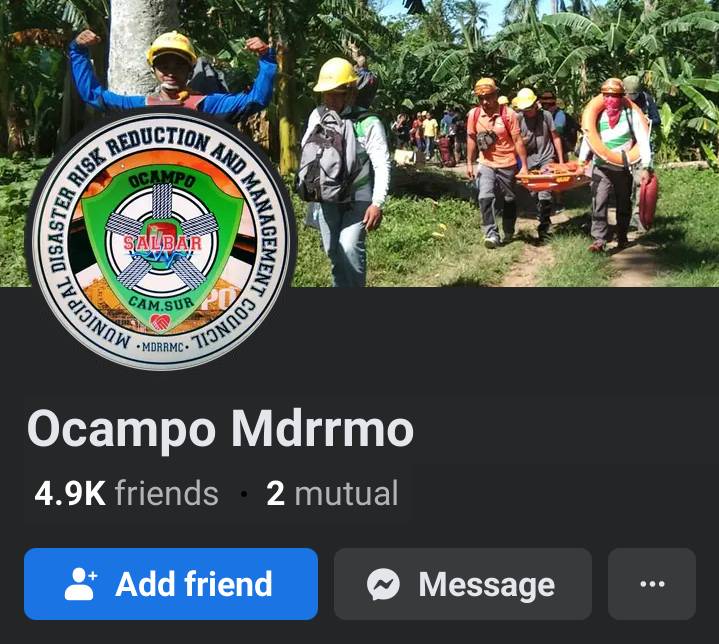 MUNICIPAL DISASTER RISK REDUCTION AND MANAGEMENT COUNCIL
OCAMPO
SALBAR
CAM.SUR
• MDRRMC •
Ocampo Mdrrmo
4.9K friends · 2 mutual
Add friend
Message